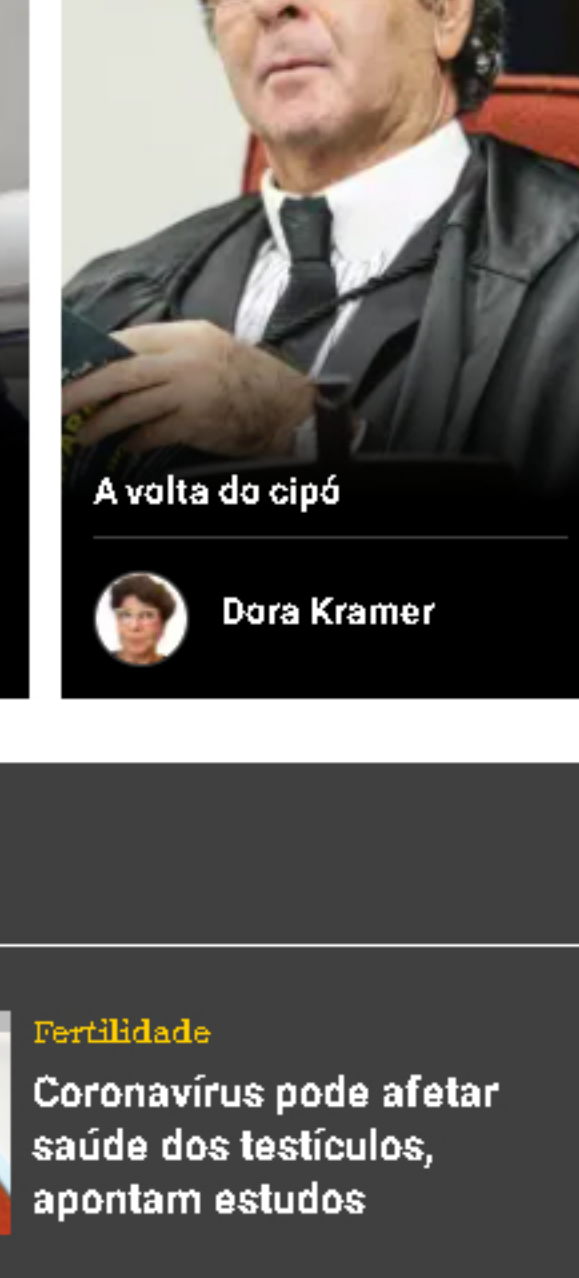 A volta do cipó
Dora Kramer
Fertilidade
Coronavírus pode afetar
saúde dos testículos,
apontam estudos